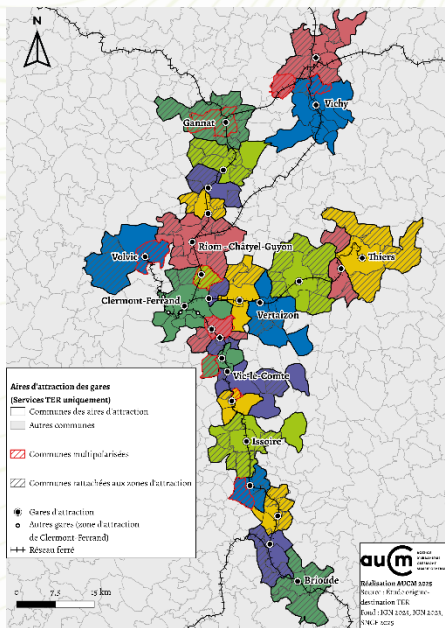 N
Vichy
Gannat
Riom - Châtel-Guyon
Volvic
Thiers
Clermont-Ferrand
Vertaizon
Vic-le-Comte
Issoire
Brioude
Aires d'attraction des gares
(Services TER uniquement)
Communes des aires d'attraction
Autres communes
Communes multipolarisées
Communes rattachées aux zones d'attraction
Gares d'attraction
Autres gares (zone d'attraction
de Clermont-Ferrand)
Réseau ferré
0 7.5 15 km
aucm
Réalisation AUCM 2025
Source : Étude origine-
destination TER
Fond : IGN 2025, IGN 2023,
SNCF 2025